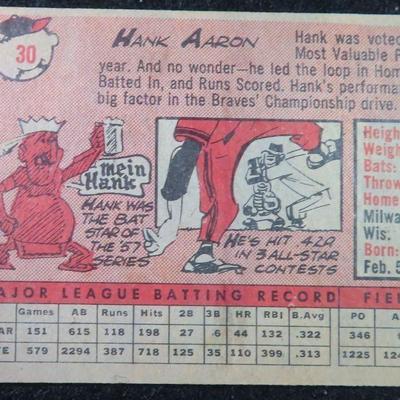 30
HANK AARON
Hank was voted
Most Valuable
year. And no wonder—he led the loop in Hom
Batted In, and Runs Scored. Hank's performa
big factor in the Braves' Championship drive.
mein
Hank
HANK WAS
THE BAT
STAR OF
THE '57
SERIES
HE'S HIT .429
IN 3 ALL-STAR
CONTESTS
Height
Weigh
Bats:
Throw
Home
Milwa
Wis.
Born:
Feb. 5
AJOR LEAGUE BATTING RECORD FIEL
Games AB Runs Hits 2B 3B HR RBI B.Avg PO A
AR 151 615 118 198 27 6 44 132 .322 346
E 579 2294 387 718 125 35 110 399 .313 1225 124